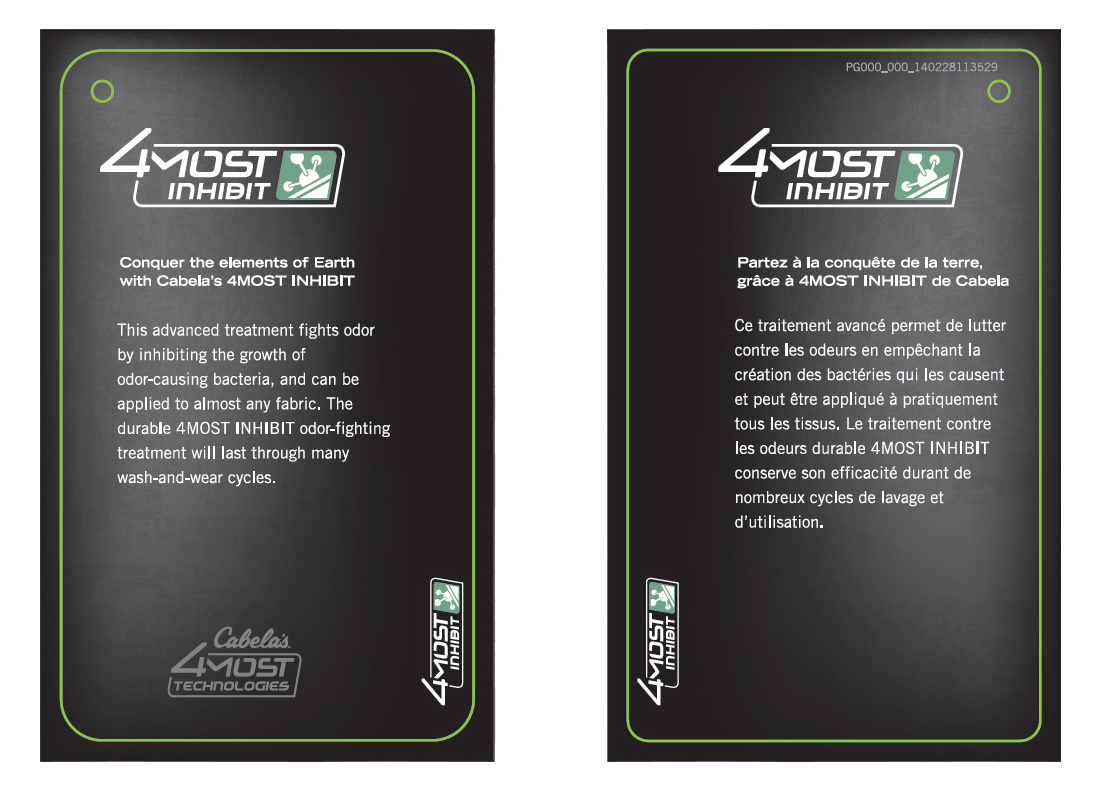 4MOST
INHIBIT
Conquer the elements of Earth
with Cabela's 4MOST INHIBIT
This advanced treatment fights odor
by inhibiting the growth of
odor-causing bacteria, and can be
applied to almost any fabric. The
durable 4MOST INHIBIT odor-fighting
treatment will last through many
wash-and-wear cycles.
Cabela's
4MOST
TECHNOLOGIES
4MOST
INHIBIT
PG000_000_140228113529
4MOST
INHIBIT
Partez à la conquête de la terre,
grâce à 4MOST INHIBIT de Cabela
Ce traitement avancé permet de lutter
contre les odeurs en empêchant la
création des bactéries qui les causent
et peut être appliqué à pratiquement
tous les tissus. Le traitement contre
les odeurs durable 4MOST INHIBIT
conserve son efficacité durant de
nombreux cycles de lavage et
d'utilisation.
4MOST
INHIBIT